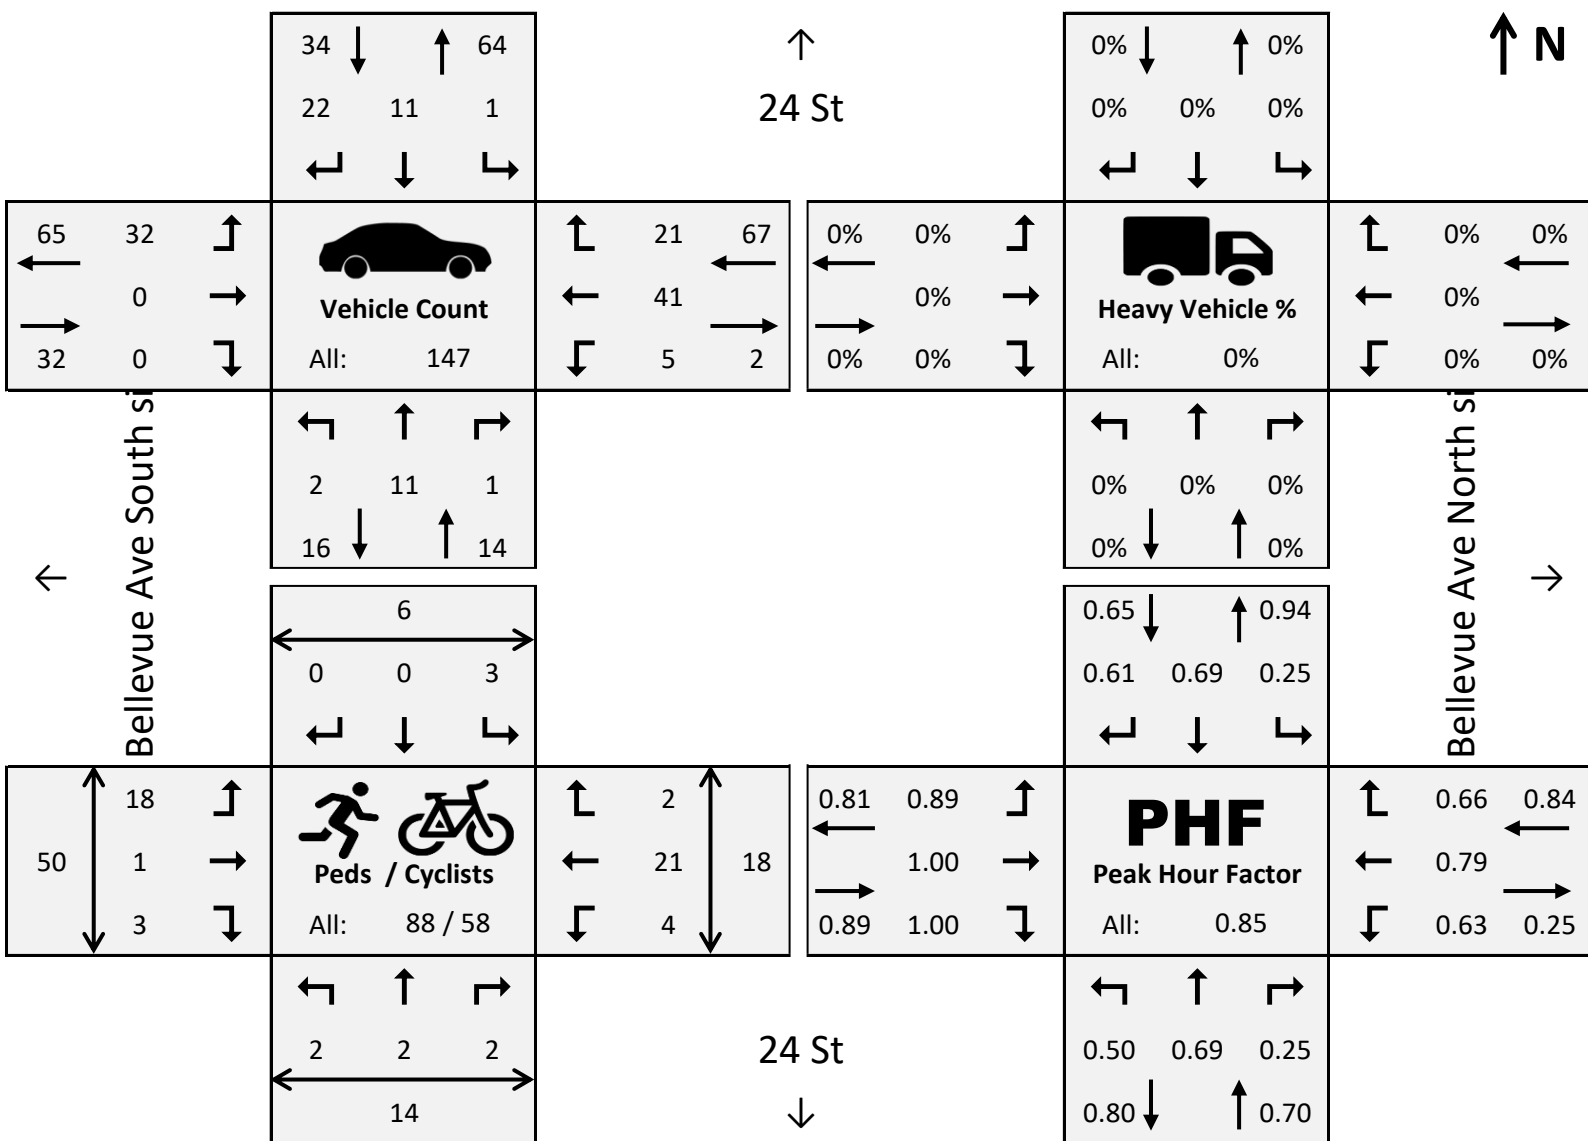 34 64
22 11 1
24 St
0% 0%
0% 0% 0%
N
65 32
0
32 0
Vehicle Count
All: 147
21 67
41
5 2
0% 0%
0%
0% 0%
Heavy Vehicle %
All: 0%
0% 0%
0%
0% 0%
2 11 1
16 14
0% 0% 0%
0% 0%
Bellevue Ave South si
Bellevue Ave North si
6
0 0 3
0.65 0.94
0.61 0.69 0.25
50
18
1
3
Peds / Cyclists
All: 88 / 58
2
21
4
18
0.81 0.89
1.00
0.89 1.00
PHF
Peak Hour Factor
All: 0.85
0.66 0.84
0.79
0.63 0.25
2 2 2
14
24 St
0.50 0.69 0.25
0.80 0.70